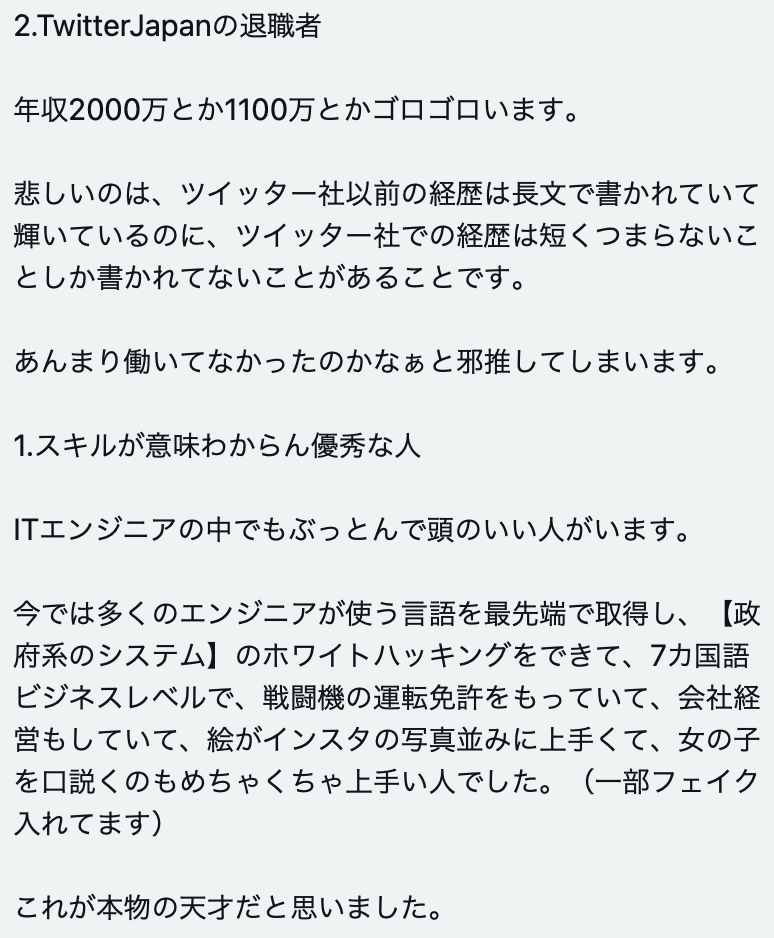 2.TwitterJapanの退職者
年収2000万とか1100万とかゴロゴロいます。
悲しいのは、ツイッター社以前の経歴は長文で書かれていて
輝いているのに、ツイッター社での経歴は短くつまらないこ
としか書かれてないことがあることです。
あんまり働いてなかったのかなぁと邪推してしまいます。
1.スキルが意味わからん優秀な人
ITエンジニアの中でもぶっとんで頭のいい人がいます。
今では多くのエンジニアが使う言語を最先端で取得し、【政
府系のシステム】のホワイトハッキングをできて、7カ国語
ビジネスレベルで、戦闘機の運転免許をもっていて、会社経
営もしていて、絵がインスタの写真並みに上手くて、女の子
を口説くのもめちゃくちゃ上手い人でした。（一部フェイク
入れてます）
これが本物の天才だと思いました。